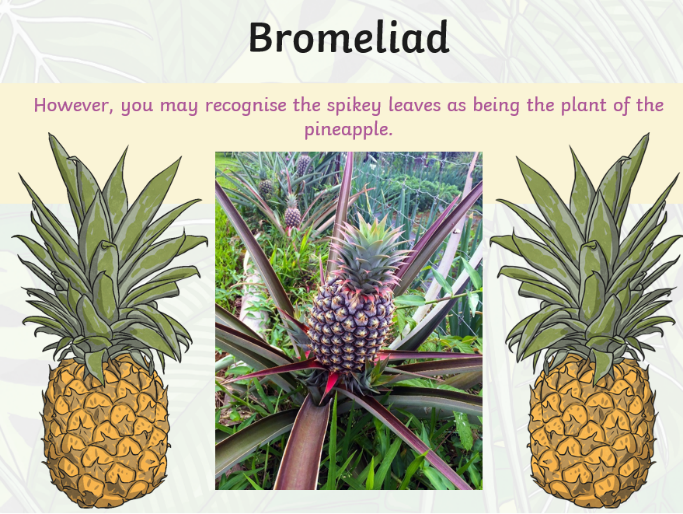 Bromeliad
However, you may recognise the spikey leaves as being the plant of the
pineapple.